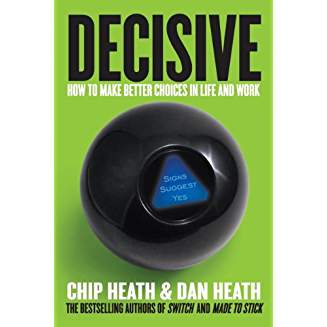 DECISIVE
HOW TO MAKE BETTER CHOICES IN LIFE AND WORK
SIGNS
SUGGEST
YES
CHIP HEATH & DAN HEATH
THE BESTSELLING AUTHORS OF SWITCH AND MADE TO STICK